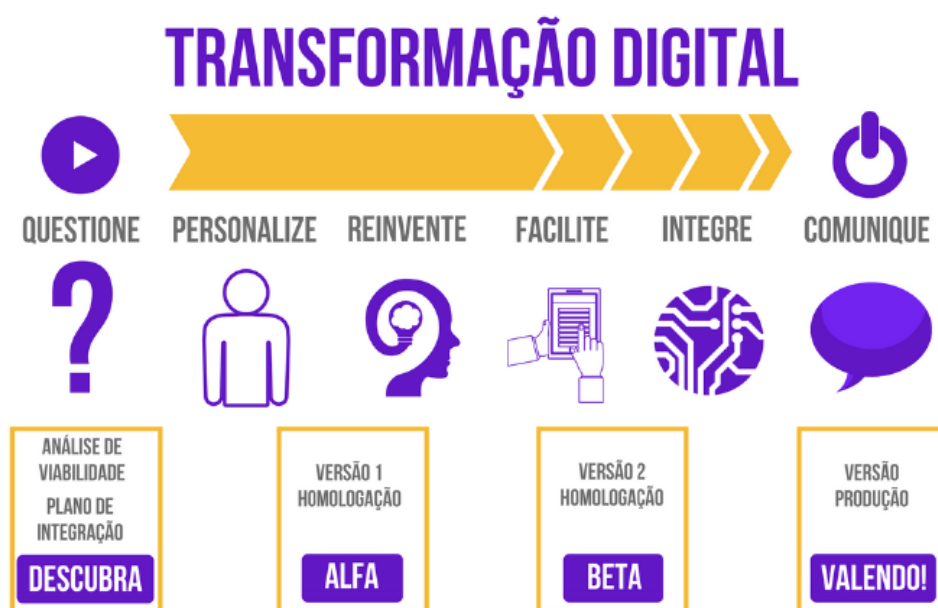 TRANSFORMAÇÃO DIGITAL
QUESTIONE
PERSONALIZE
REINVENTE
FACILITE
INTEGRE
COMUNIQUE
?
ANÁLISE DE
VIABILIDADE
PLANO DE
INTEGRAÇÃO
DESCUBRA
VERSÃO 1
HOMOLOGAÇÃO
ALFA
VERSÃO 2
HOMOLOGAÇÃO
BETA
VERSÃO
PRODUÇÃO
VALENDO!